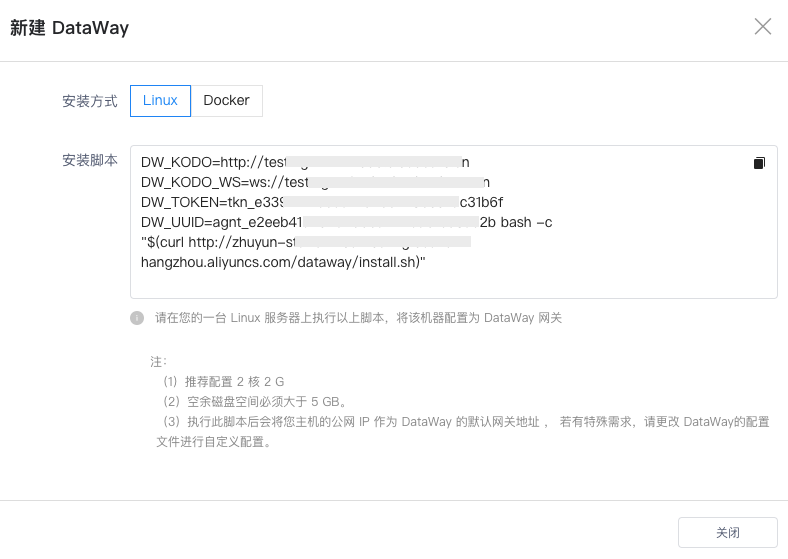 新建 DataWay
安装方式 Linux Docker
安装脚本 DW_KODO=http://test n
DW_KODO_WS=ws://test n
DW_TOKEN=tkn_e339 c31b6f
DW_UUID=agnt_e2eeb41 2b bash -c
"$(curl http://zhuyun-st
hangzhou.aliyuncs.com/dataway/install.sh)"
请在您的一台 Linux 服务器上执行以上脚本，将该机器配置为 DataWay 网关
注：
（1）推荐配置 2 核 2 G
（2）空余磁盘空间必须大于 5 GB。
（3）执行此脚本后会将您主机的公网 IP 作为 DataWay 的默认网关地址 ， 若有特殊需求，请更改 DataWay的配置
文件进行自定义配置。
关闭